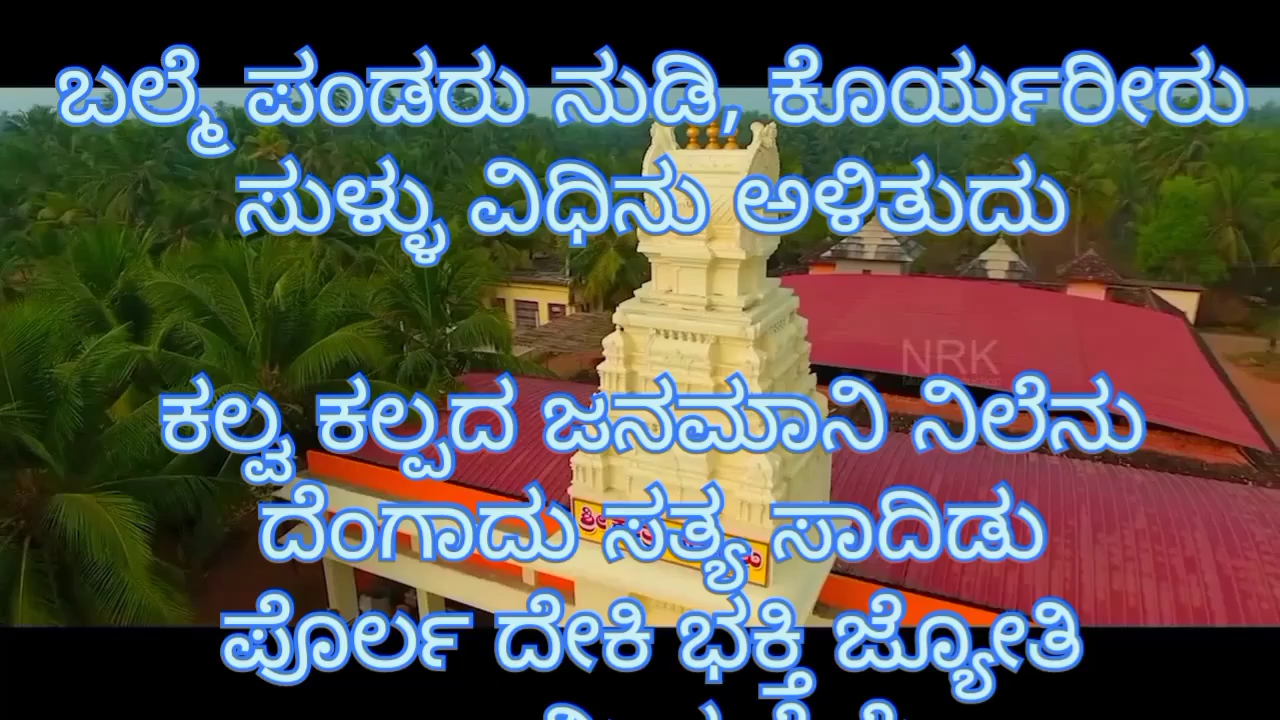 ಬಲ್ಮೆ ಪಂಡರು ನುಡಿ, ಕೊರ್ಯರೀರು
ಸುಳ್ಳು ವಿಧಿನು ಅಳಿತುದು
NRK
ಕಲ್ವ ಕಲ್ಪದ ಜನಮಾನಿ ನಿಲೆನು
ದೆಂಗಾದು ಸತ್ಯ ಸಾದಿಡು
ಪೊರ್ಲ ದೇಕಿ ಭಕ್ತಿ ಜ್ಯೋತಿ